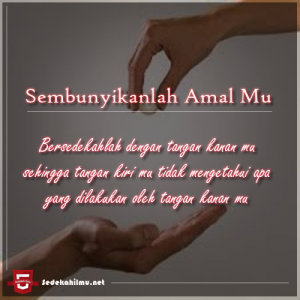 Sembunyikanlah Amal Mu
Bersedekahlah dengan tangan kanan mu
sehingga tangan kiri mu tidak mengetahui apa
yang dilakukan oleh tangan kanan mu
Sedekahilmu.net